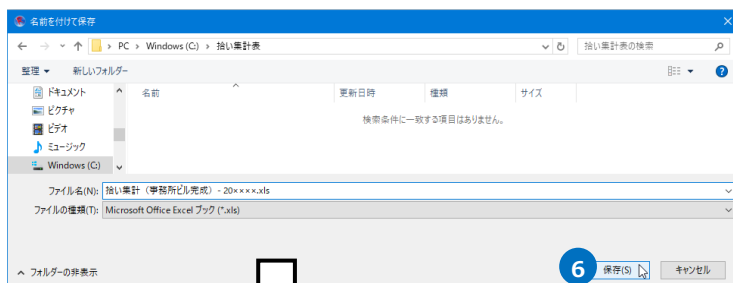 名前を付けて保存
PC › Windows (C:) › 拾い集計表
拾い集計表の検索
整理 新しいフォルダー
ドキュメント
ピクチャ
ビデオ
ミュージック
Windows (C:)
名前 更新日時 種類 サイズ
検索条件に一致する項目はありません。
ファイル名(N): 拾い集計（事務所ビル完成）- 20××××.xls
ファイルの種類(T): Microsoft Office Excel ブック (*.xls)
フォルダーの非表示
6 保存(S) キャンセル